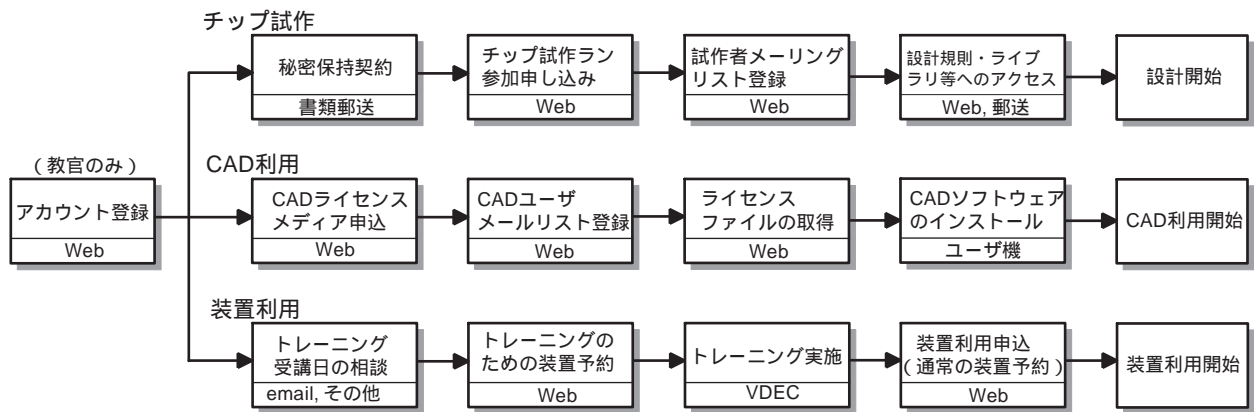 チップ試作
秘密保持契約
書類郵送
チップ試作ラン
参加申し込み
Web
試作者メーリング
リスト登録
Web
設計規則・ライブ
ラリ等へのアクセス
Web, 郵送
設計開始
(教官のみ)
アカウント登録
Web
CAD利用
CADライセンス
メディア申込
Web
CADユーザ
メールリスト登録
Web
ライセンス
ファイルの取得
Web
CADソフトウェア
のインストール
ユーザ機
CAD利用開始
装置利用
トレーニング
受講日の相談
email, その他
トレーニングの
ための装置予約
Web
トレーニング実施
VDEC
装置利用申込
(通常の装置予約)
Web
装置利用開始